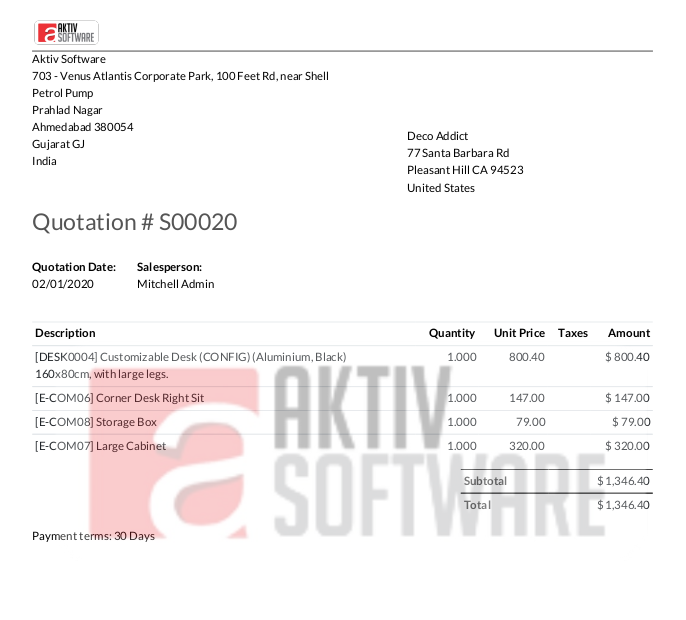 AKTIV
SOFTWARE
Aktiv Software
703 - Venus Atlantis Corporate Park, 100 Feet Rd, near Shell
Petrol Pump
Prahlad Nagar
Ahmedabad 380054
Gujarat GJ
India
Deco Addict
77 Santa Barbara Rd
Pleasant Hill CA 94523
United States
Quotation # S00020
Quotation Date: Salesperson:
02/01/2020 Mitchell Admin
Description Quantity Unit Price Taxes Amount
[DESK0004] Customizable Desk (CONFIG) (Aluminium, Black) 1.000 800.40 $ 800.40
160x80cm, with large legs.
[E-COM06] Corner Desk Right Sit 1.000 147.00 $ 147.00
[E-COM08] Storage Box 1.000 79.00 $ 79.00
[E-COM07] Large Cabinet 1.000 320.00 $ 320.00
Subtotal $ 1,346.40
Total $ 1,346.40
Payment terms: 30 Days
AKTIV
SOFTWARE